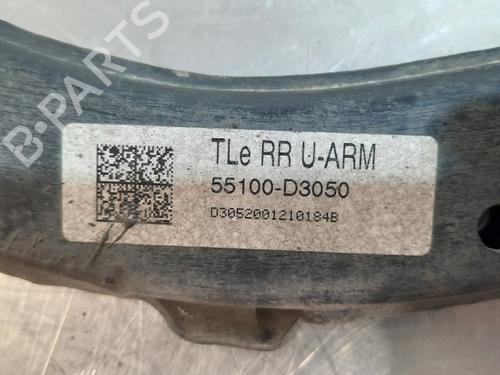 B-PARTS
TLe RR U-ARM
55100-D3050
D3052001210184B